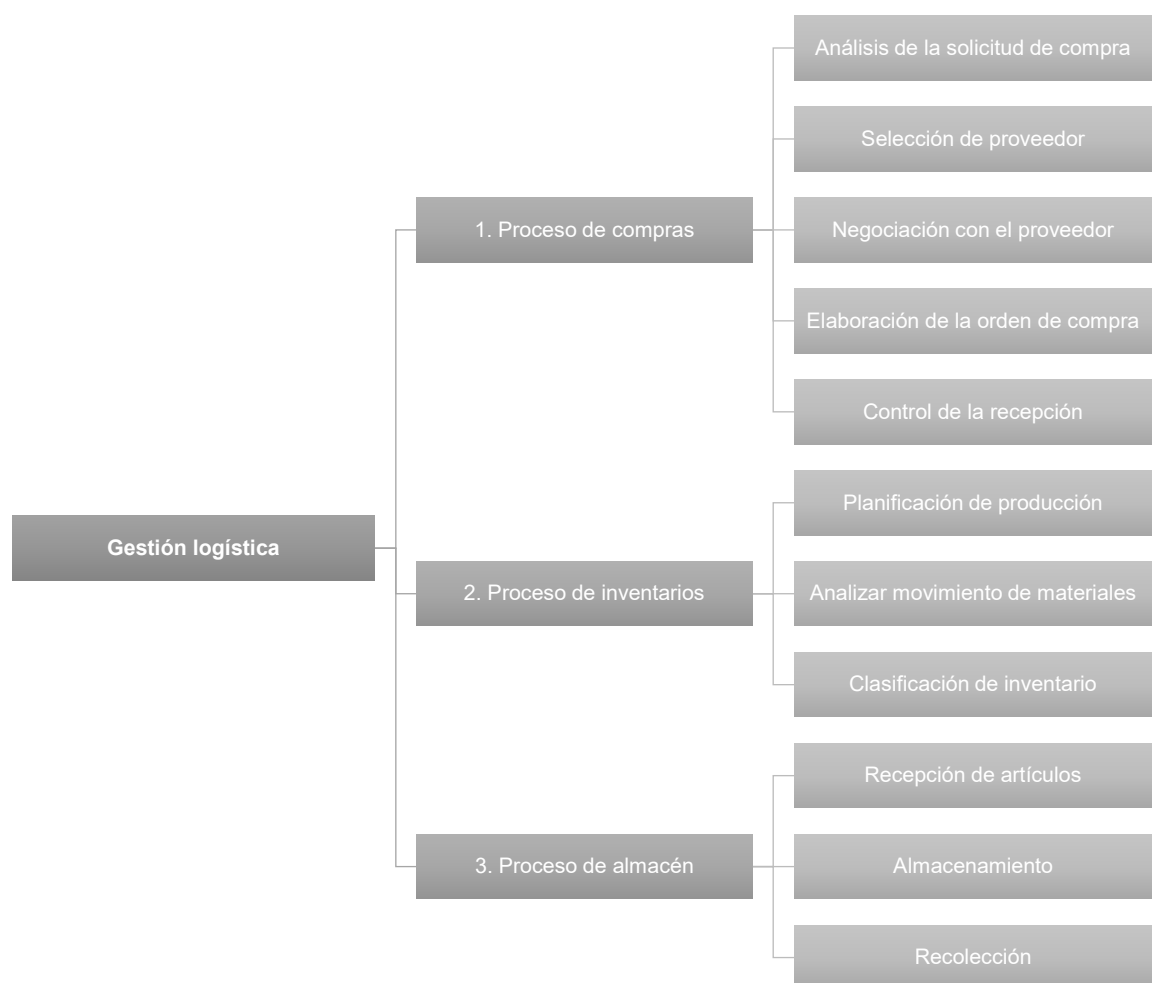 Gestión logística
1. Proceso de compras
Análisis de la solicitud de compra
Selección de proveedor
Negociación con el proveedor
Elaboración de la orden de compra
Control de la recepción
2. Proceso de inventarios
Planificación de producción
Analizar movimiento de materiales
Clasificación de inventario
3. Proceso de almacén
Recepción de artículos
Almacenamiento
Recolección